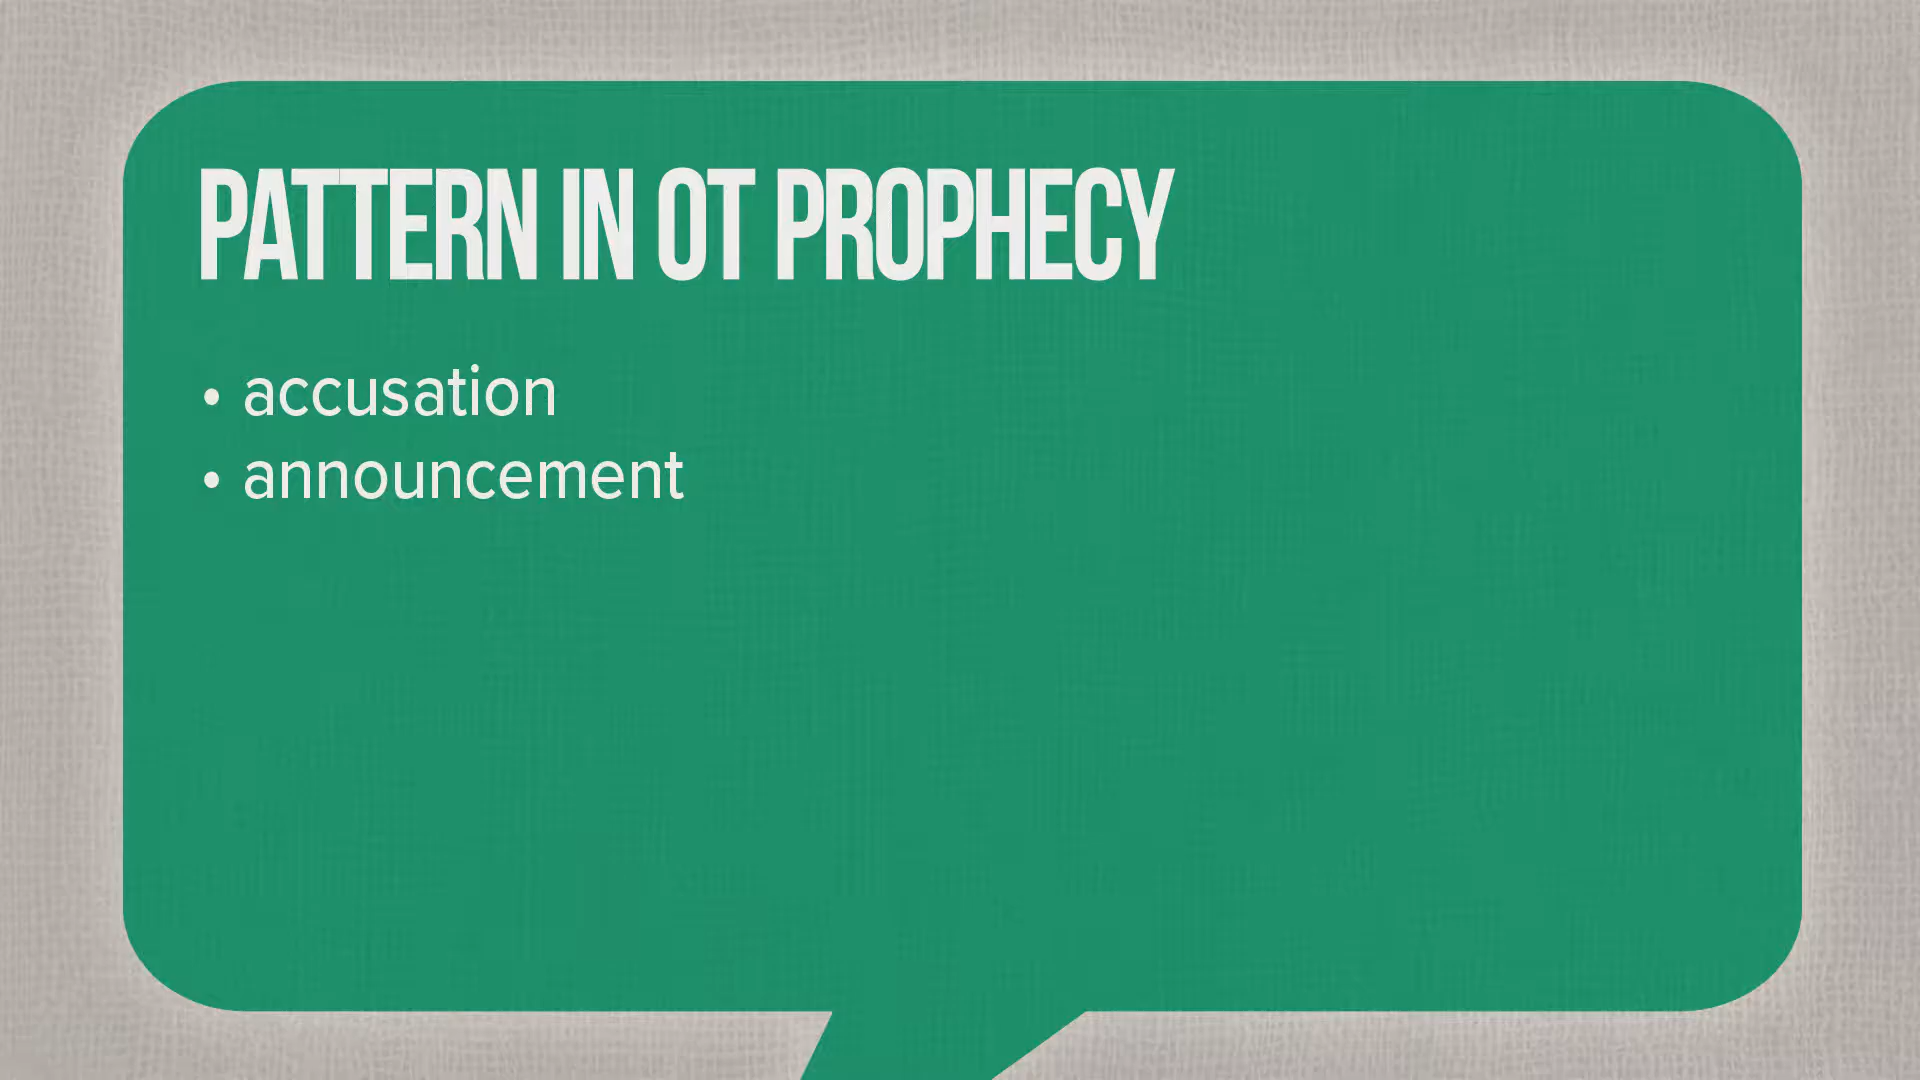 PATTERN IN OT PROPHECY
• accusation
• announcement